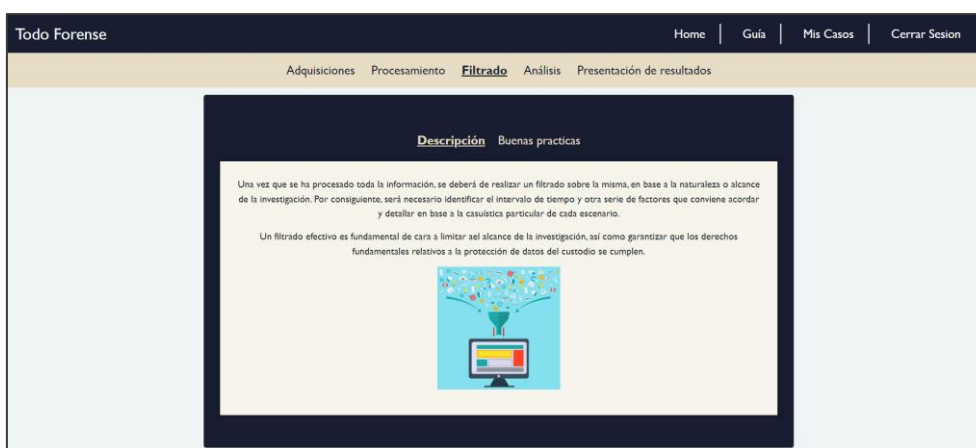 Todo Forense Home Guía Mis Casos Cerrar Sesion
Adquisiciones Procesamiento Filtrado Análisis Presentación de resultados
Descripción Buenas practicas
Una vez que se ha procesado toda la información, se deberá de realizar un filtrado sobre la misma, en base a la naturaleza o alcance
de la investigación. Por consiguiente, será necesario identificar el intervalo de tiempo y otra serie de factores que conviene acordar
y detallar en base a la casuística particular de cada escenario.
Un filtrado efectivo es fundamental de cara a limitar ael alcance de la investigación, así como garantizar que los derechos
fundamentales relativos a la protección de datos del custodio se cumplen.